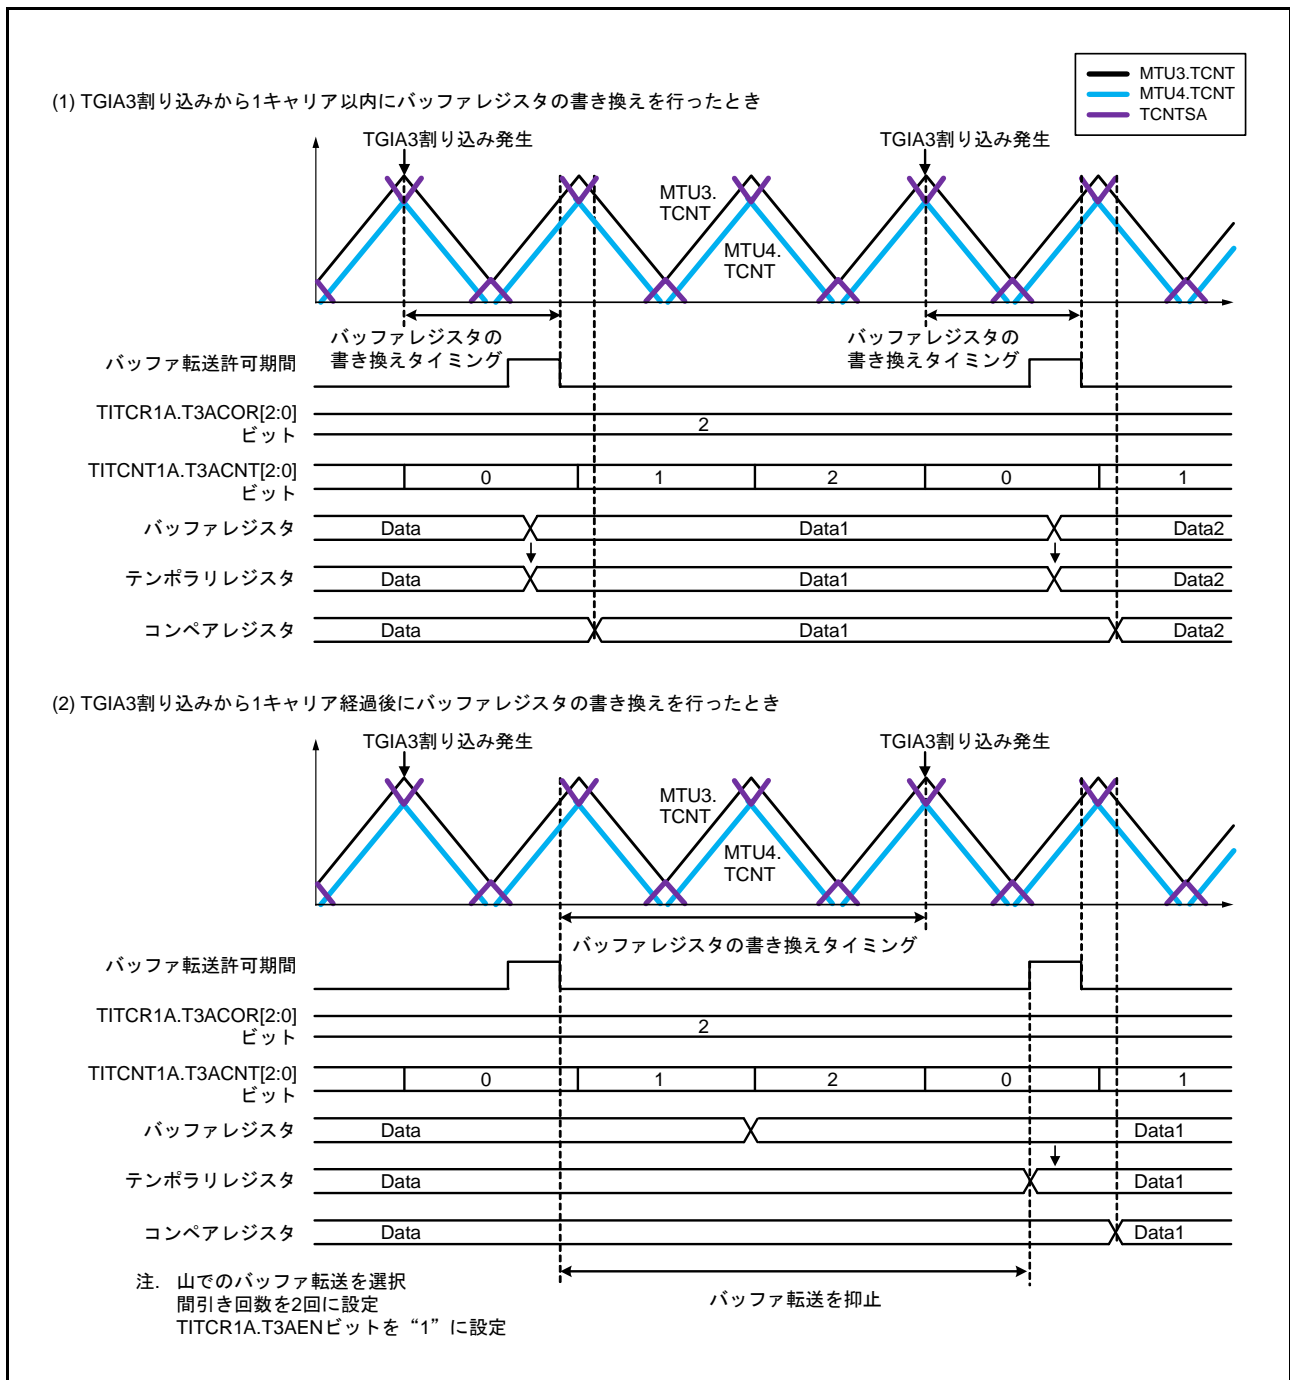 MTU3.TCNT
MTU4.TCNT
TCNTSA
(1) TGIA3割り込みから1キャリア以内にバッファレジスタの書き換えを行ったとき
TGIA3割り込み発生
TGIA3割り込み発生
MTU3.
TCNT
MTU4.
TCNT
バッファレジスタの
書き換えタイミング
バッファレジスタの
書き換えタイミング
バッファ転送許可期間
TITCR1A.T3ACOR[2:0]
ビット
2
TITCNT1A.T3ACNT[2:0]
ビット
0
1
2
0
1
バッファレジスタ
Data
Data1
Data2
テンポラリレジスタ
Data
Data1
Data2
コンペアレジスタ
Data
Data1
Data2
(2) TGIA3割り込みから1キャリア経過後にバッファレジスタの書き換えを行ったとき
TGIA3割り込み発生
TGIA3割り込み発生
MTU3.
TCNT
MTU4.
TCNT
バッファレジスタの書き換えタイミング
バッファ転送許可期間
TITCR1A.T3ACOR[2:0]
ビット
2
TITCNT1A.T3ACNT[2:0]
ビット
0
1
2
0
1
バッファレジスタ
Data
Data1
テンポラリレジスタ
Data
Data1
コンペアレジスタ
Data
Data1
バッファ転送を抑止
注. 山でのバッファ転送を選択
間引き回数を2回に設定
TITCR1A.T3AENビットを“1”に設定